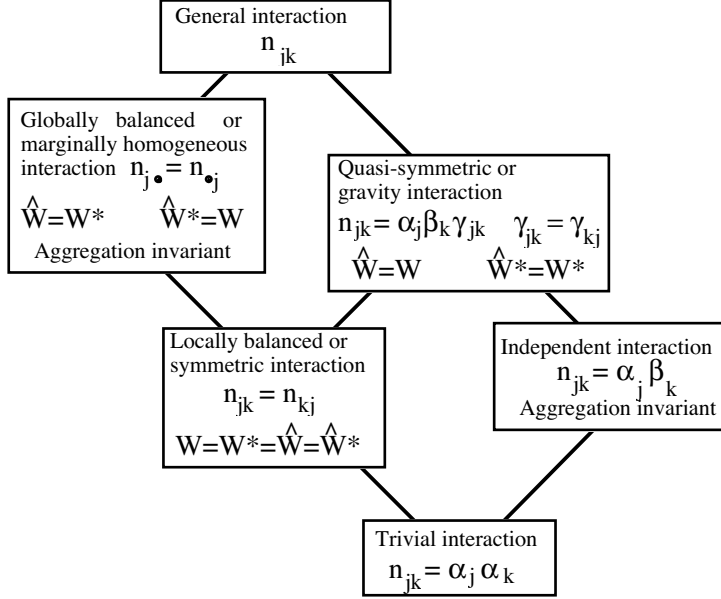 General interaction
n_jk
Globally balanced or
marginally homogeneous
interaction n_j• = n_•j
Ŵ=W* Ŵ*=W
Aggregation invariant
Quasi-symmetric or
gravity interaction
n_jk = α_j β_k γ_jk γ_jk = γ_kj
Ŵ=W Ŵ*=W*
Locally balanced or
symmetric interaction
n_jk = n_kj
W=W*=Ŵ=Ŵ*
Independent interaction
n_jk = α_j β_k
Aggregation invariant
Trivial interaction
n_jk = α_j α_k